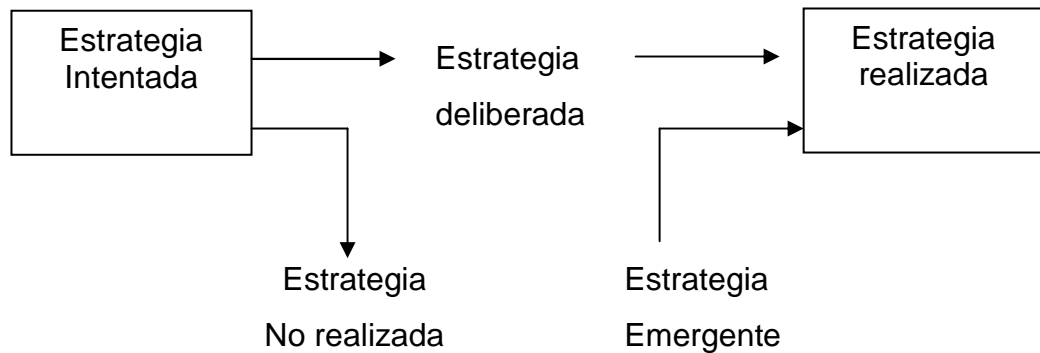 Estrategia
Intentada
Estrategia
deliberada
Estrategia
realizada
Estrategia
No realizada
Estrategia
Emergente